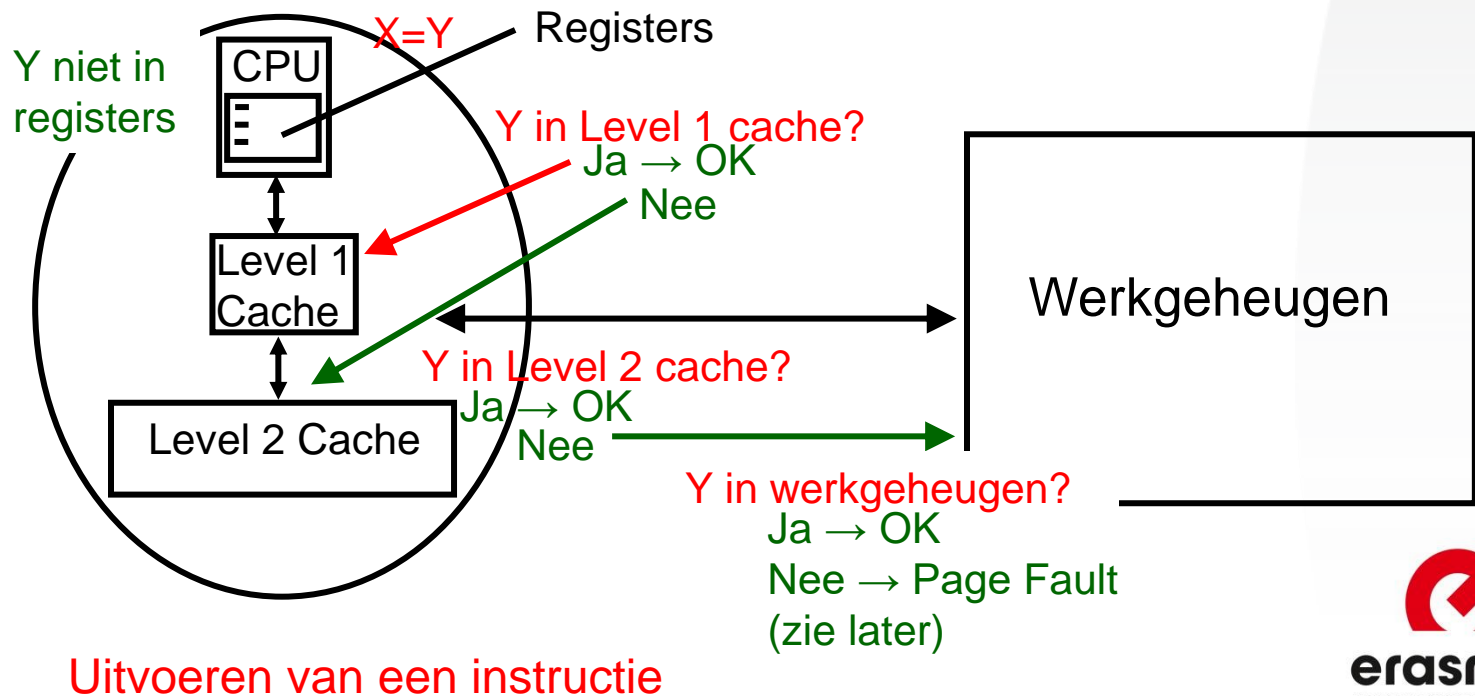 X=Y
Registers
Y niet in
registers
CPU
Y in Level 1 cache?
Ja → OK
Nee
Level 1
Cache
Werkgeheugen
Y in Level 2 cache?
Ja → OK
Nee
Level 2 Cache
Y in werkgeheugen?
Ja → OK
Nee → Page Fault
(zie later)
Uitvoeren van een instructie